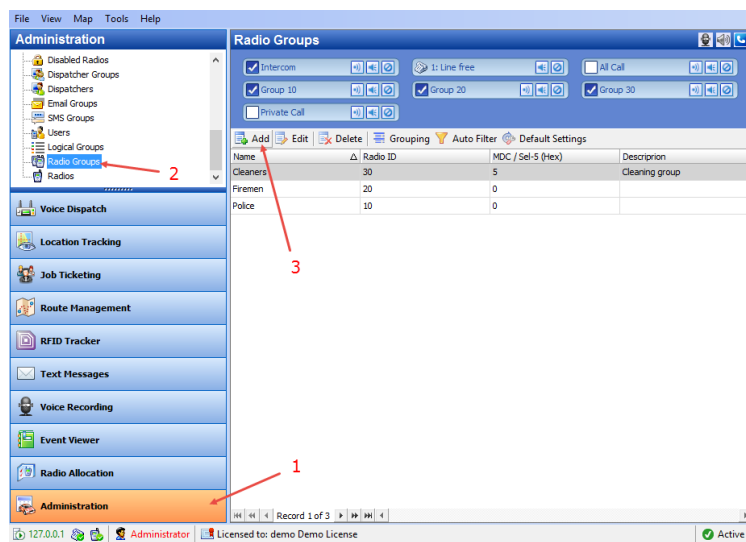 File View Map Tools Help
Administration
Disabled Radios
Dispatcher Groups
Dispatchers
Email Groups
SMS Groups
Users
Logical Groups
Radio Groups
Radios
2
Voice Dispatch
Location Tracking
Job Ticketing
Route Management
RFID Tracker
Text Messages
Voice Recording
Event Viewer
Radio Allocation
Administration
1
Radio Groups
Intercom 1: Line free All Call
Group 10 Group 20 Group 30
Private Call
Add Edit Delete Grouping Auto Filter Default Settings
Name Radio ID MDC / Sel-5 (Hex) Descriprion
Cleaners 30 5 Cleaning group
Firemen 20 0
Police 10 0
3
Record 1 of 3
127.0.0.1 Administrator Licensed to: demo Demo License Active